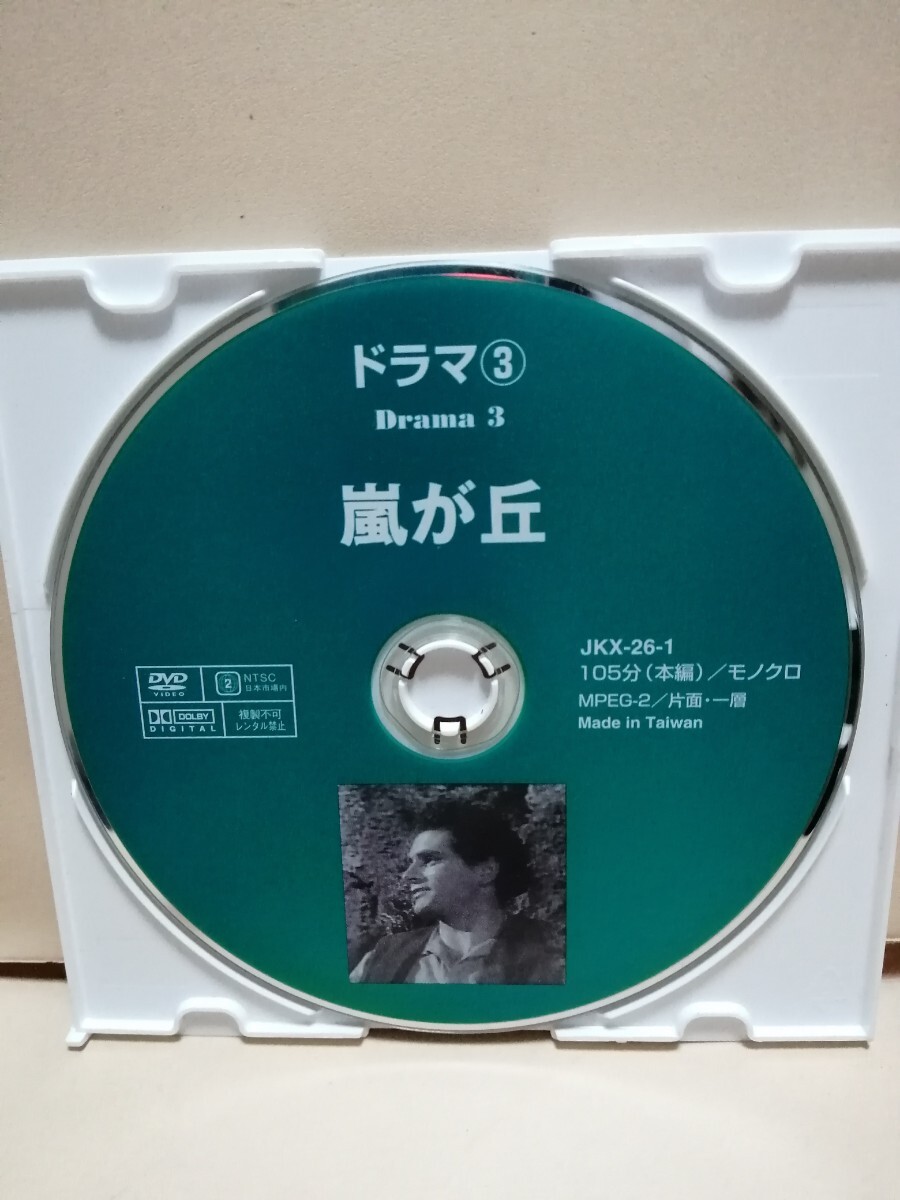 ドラマ③
Drama 3
嵐が丘
DVD
VIDEO
2
NTSC
日本市場内
DOLBY
DIGITAL
複製不可
レンタル禁止
JKX-26-1
105分(本編)/モノクロ
MPEG-2/片面・一層
Made in Taiwan